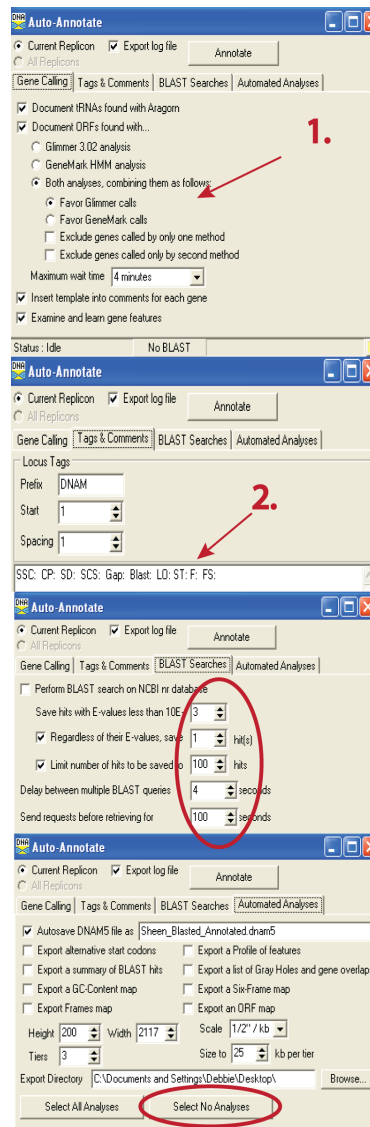 DNA Auto-Annotate
Current Replicon Export log file Annotate
All Replicons
Gene Calling Tags & Comments BLAST Searches Automated Analyses
Document tRNAs found with Aragorn
Document ORFs found with...
1.
Glimmer 3.02 analysis
GeneMark HMM analysis
Both analyses, combining them as follows:
Favor Glimmer calls
Favor GeneMark calls
Exclude genes called by only one method
Exclude genes called only by second method
Maximum wait time 4 minutes
Insert template into comments for each gene
Examine and learn gene features
Status : Idle No BLAST
DNA Auto-Annotate
Current Replicon Export log file Annotate
All Replicons
Gene Calling Tags & Comments BLAST Searches Automated Analyses
Locus Tags
Prefix DNAM
2.
Start 1
Spacing 1
SSC: CP: SD: SCS: Gap: Blast: LO: ST: F: FS:
DNA Auto-Annotate
Current Replicon Export log file Annotate
All Replicons
Gene Calling Tags & Comments BLAST Searches Automated Analyses
Perform BLAST search on NCBI nr database
Save hits with E-values less than 10E- 3
Regardless of their E-values, save 1 hit(s)
Limit number of hits to be saved to 100 hits
Delay between multiple BLAST queries 4 seconds
Send requests before retrieving for 100 seconds
DNA Auto-Annotate
Current Replicon Export log file Annotate
All Replicons
Gene Calling Tags & Comments BLAST Searches Automated Analyses
Autosave DNAM5 file as Sheen_Blasted_Annotated.dnam5
Export alternative start codons Export a Profile of features
Export a summary of BLAST hits Export a list of Gray Holes and gene overlap
Export a GC-Content map Export a Six-Frame map
Export Frames map Export an ORF map
Height 200 Width 2117 Scale 1/2" / kb
Tiers 3 Size to 25 kb per tier
Export Directory C:\Documents and Settings\Debbie\Desktop\ Browse...
Select All Analyses Select No Analyses